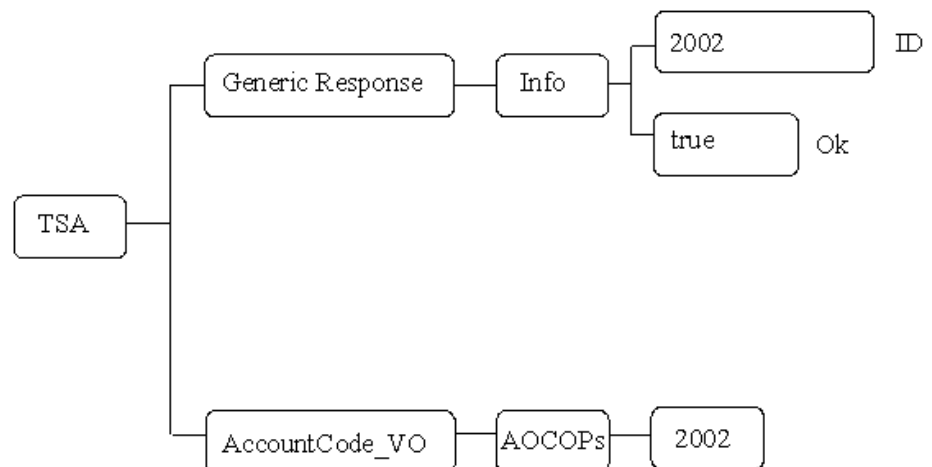 2002 ID
Generic Response Info
true Ok
TSA
AccountCode_VO AOCOPs 2002